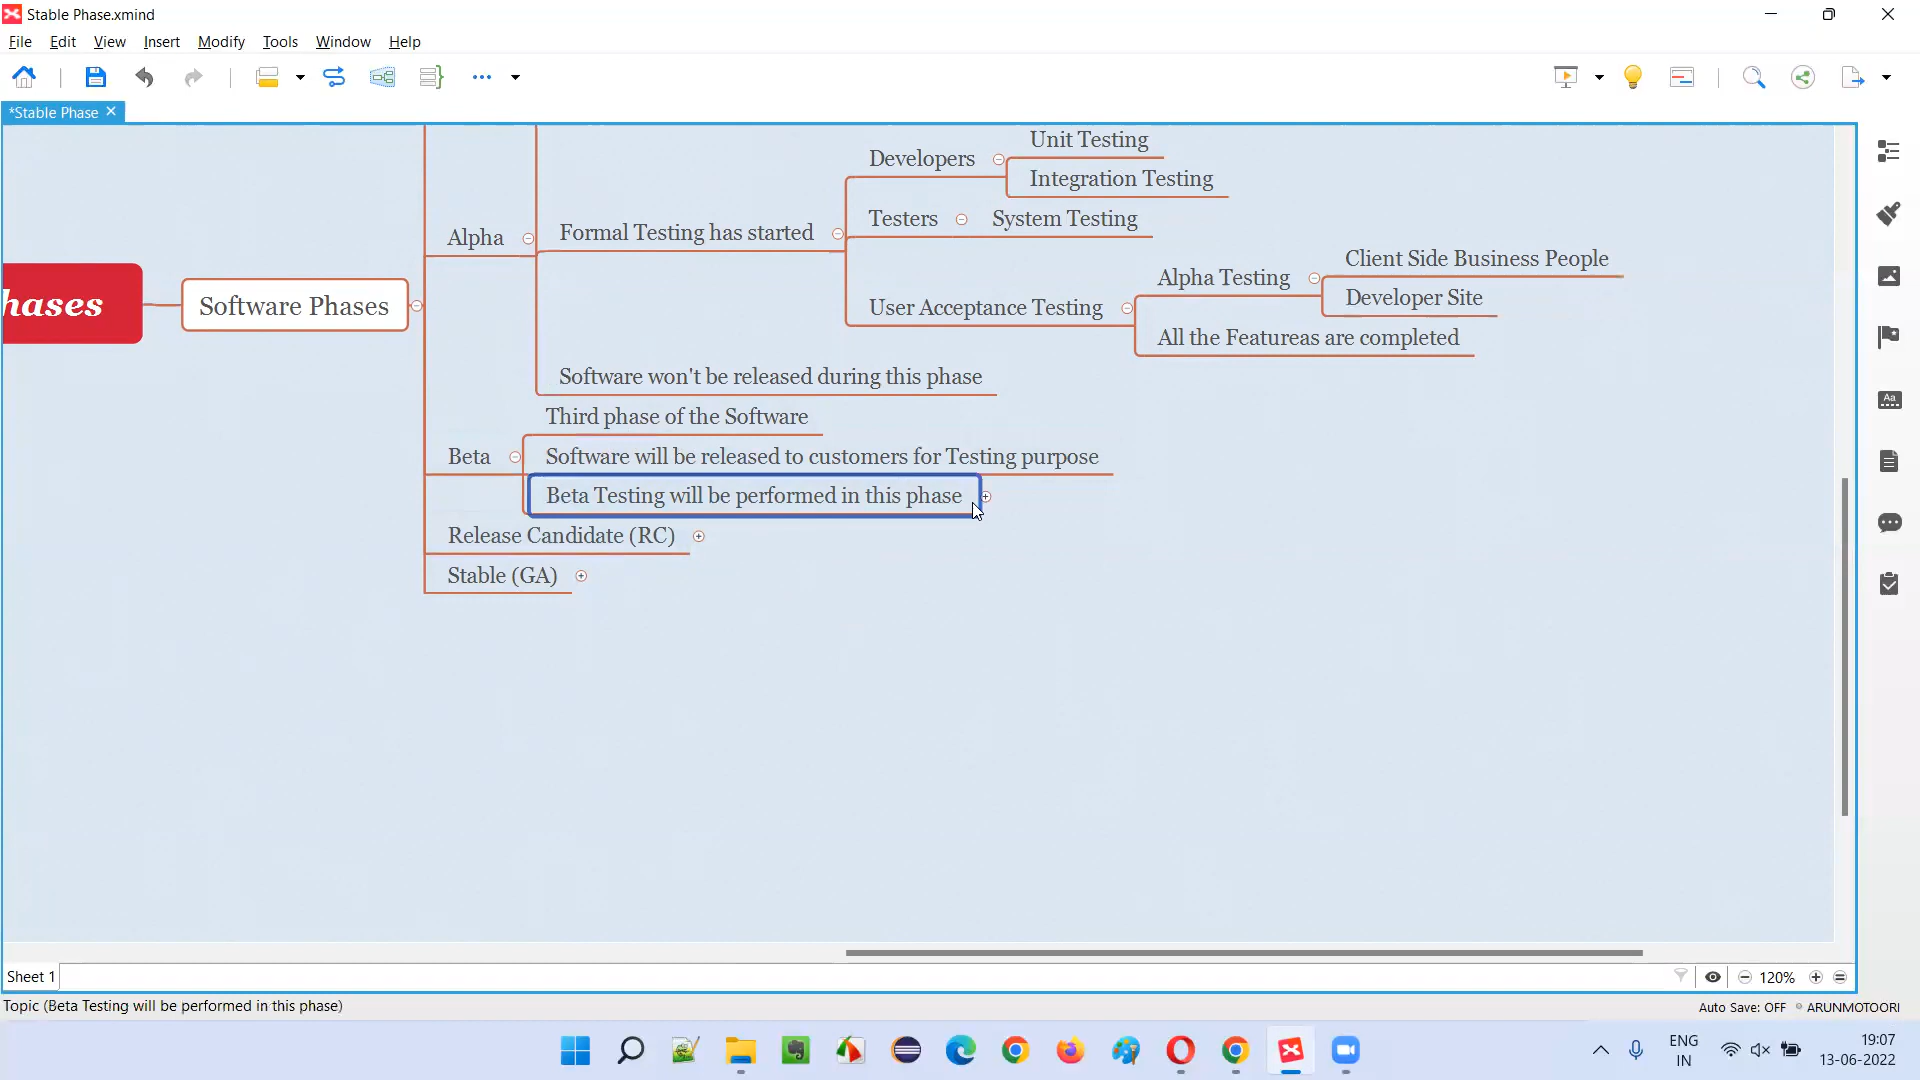 Stable Phase.xmind
File Edit View Insert Modify Tools Window Help
*Stable Phase
Unit Testing
Developers
Integration Testing
Testers System Testing
Alpha Formal Testing has started
Client Side Business People
Alpha Testing
Developer Site
hases Software Phases
User Acceptance Testing
All the Featureas are completed
Software won't be released during this phase
Third phase of the Software
Beta Software will be released to customers for Testing purpose
Beta Testing will be performed in this phase
Release Candidate (RC)
Stable (GA)
Aa
Sheet 1 120%
Topic (Beta Testing will be performed in this phase) Auto Save: OFF ARUNMOTOORI
ENG 19:07
IN 13-06-2022